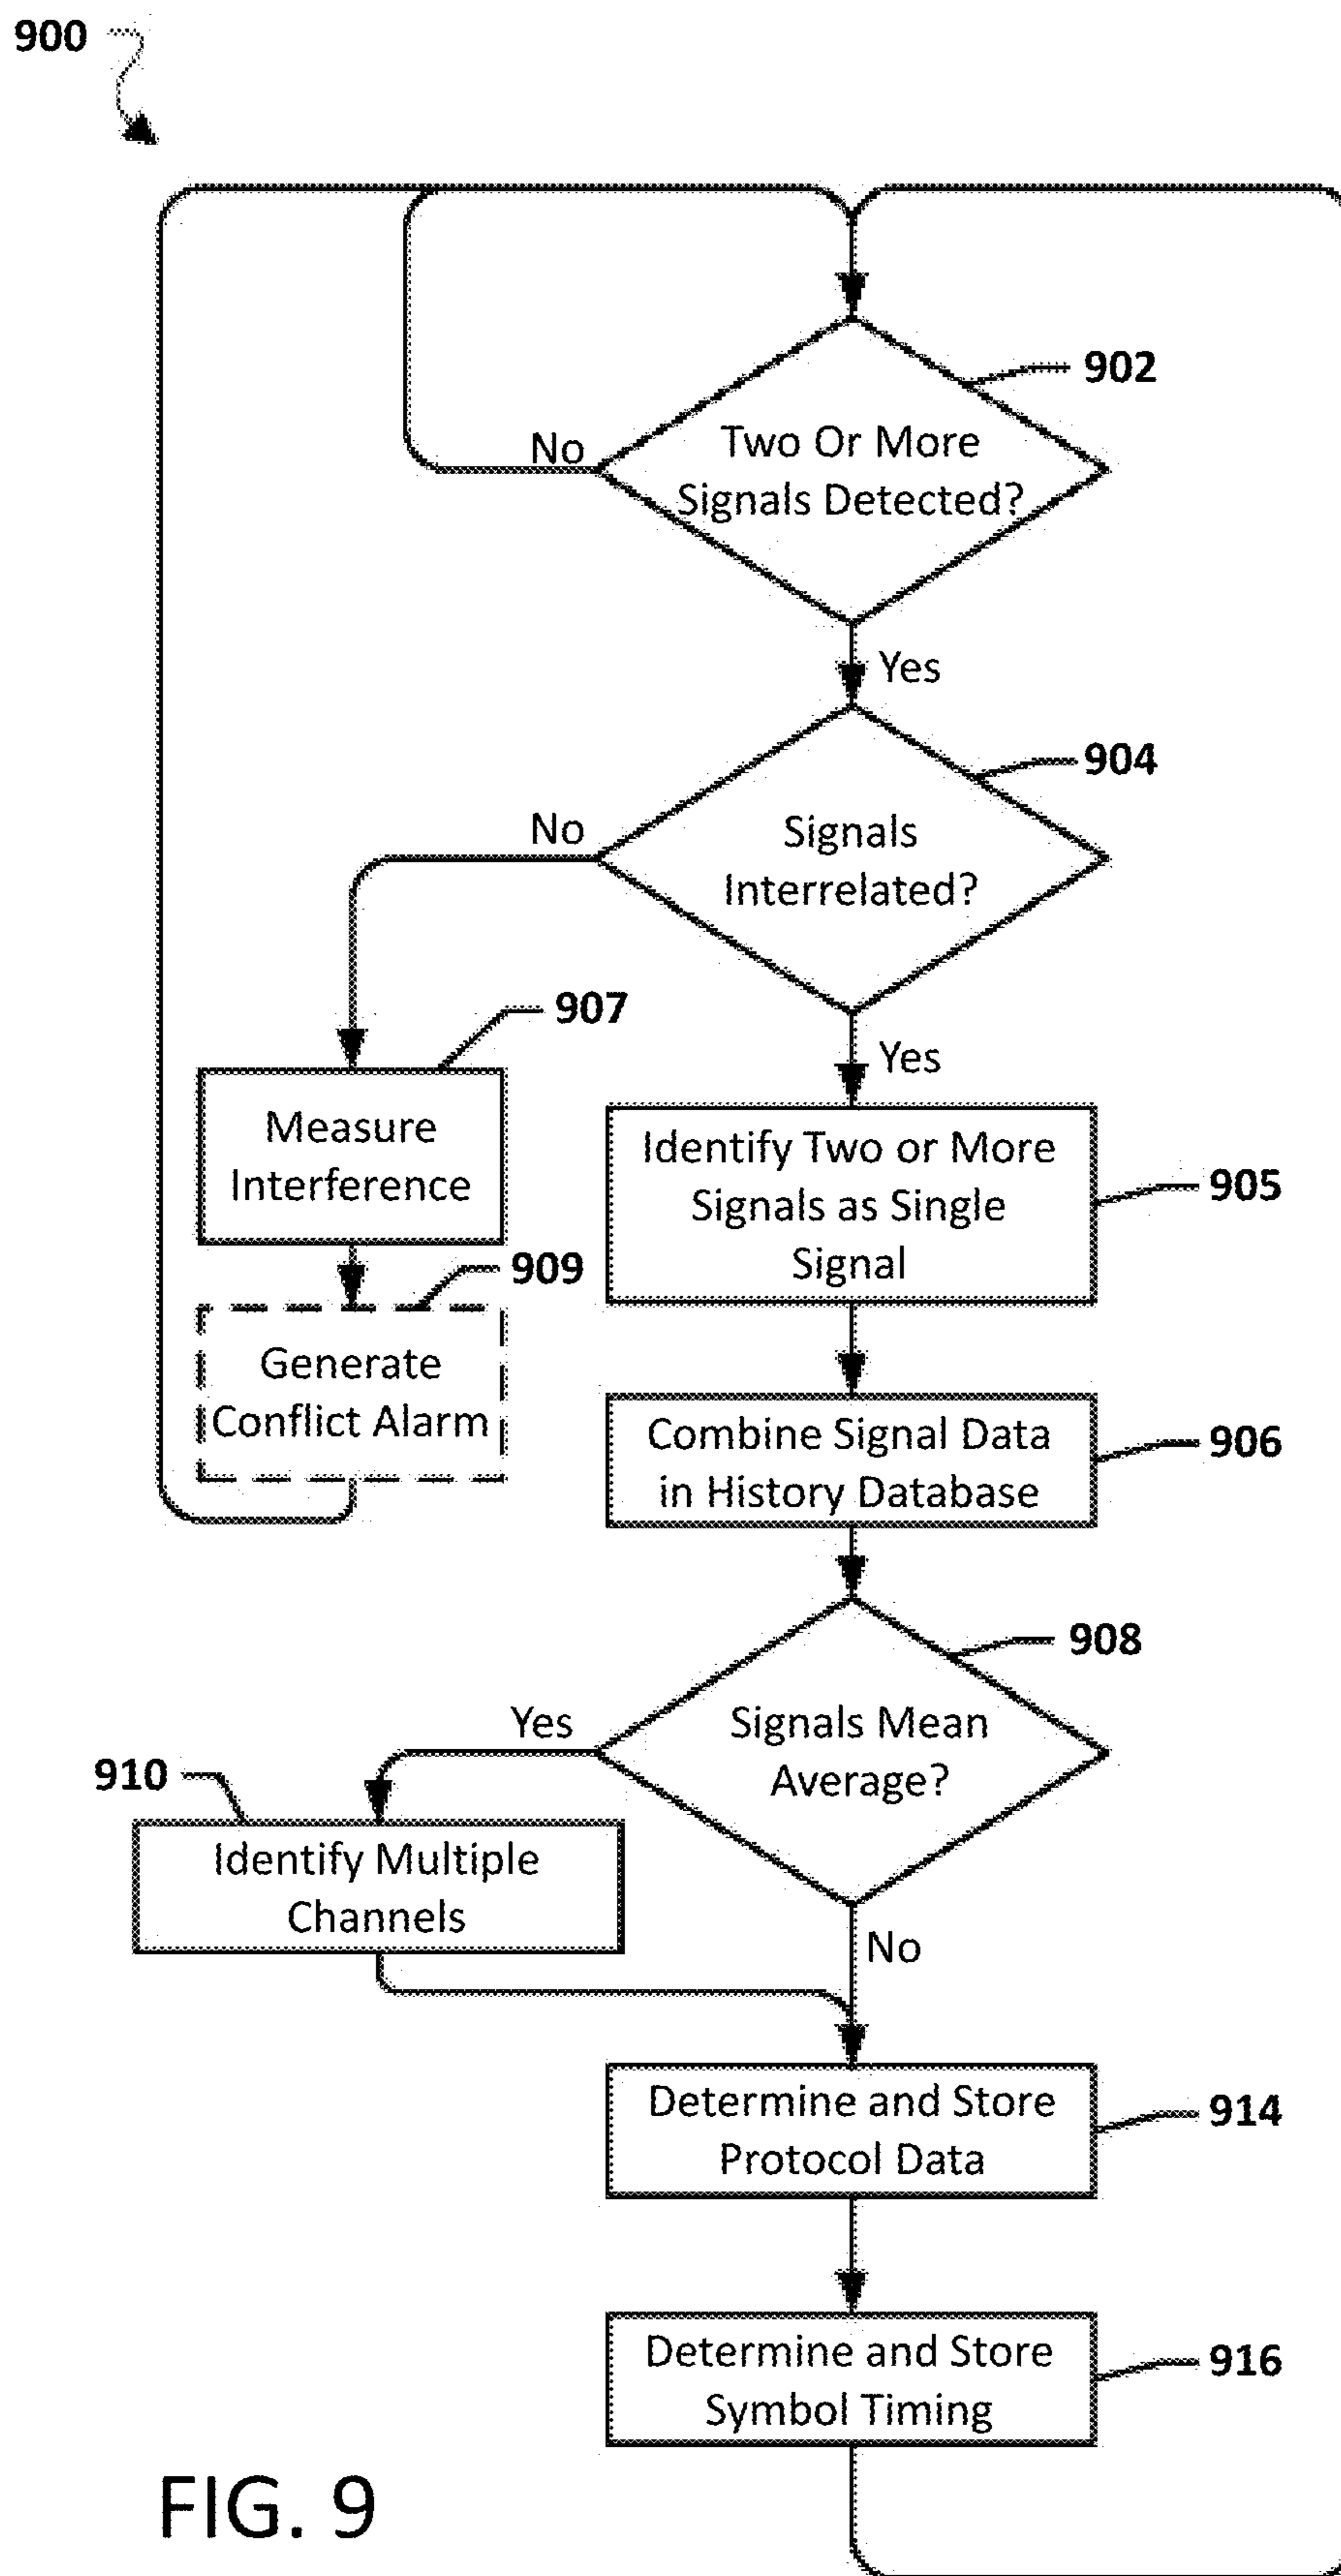 900
902
Two Or More
Signals Detected?
No
Yes
904
Signals
Interrelated?
No
Yes
907
Measure
Interference
905
Identify Two or More
Signals as Single
Signal
909
Generate
Conflict Alarm
906
Combine Signal Data
in History Database
908
Signals Mean
Average?
Yes
910
Identify Multiple
Channels
No
914
Determine and Store
Protocol Data
916
Determine and Store
Symbol Timing
FIG. 9